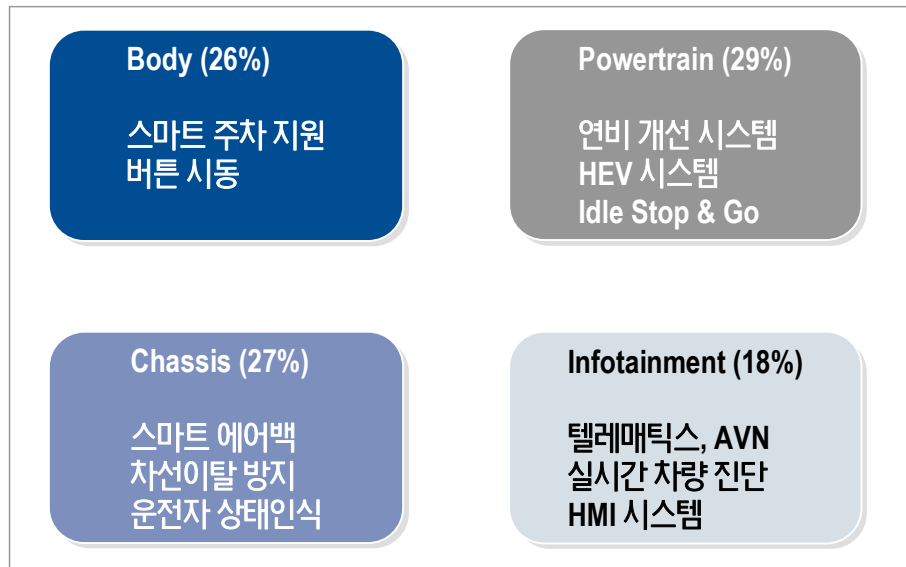 Body (26%)
스마트 주차 지원
버튼 시동
Powertrain (29%)
연비 개선 시스템
HEV 시스템
Idle Stop & Go
Chassis (27%)
스마트 에어백
차선이탈 방지
운전자 상태인식
Infotainment (18%)
텔레매틱스, AVN
실시간 차량 진단
HMI 시스템